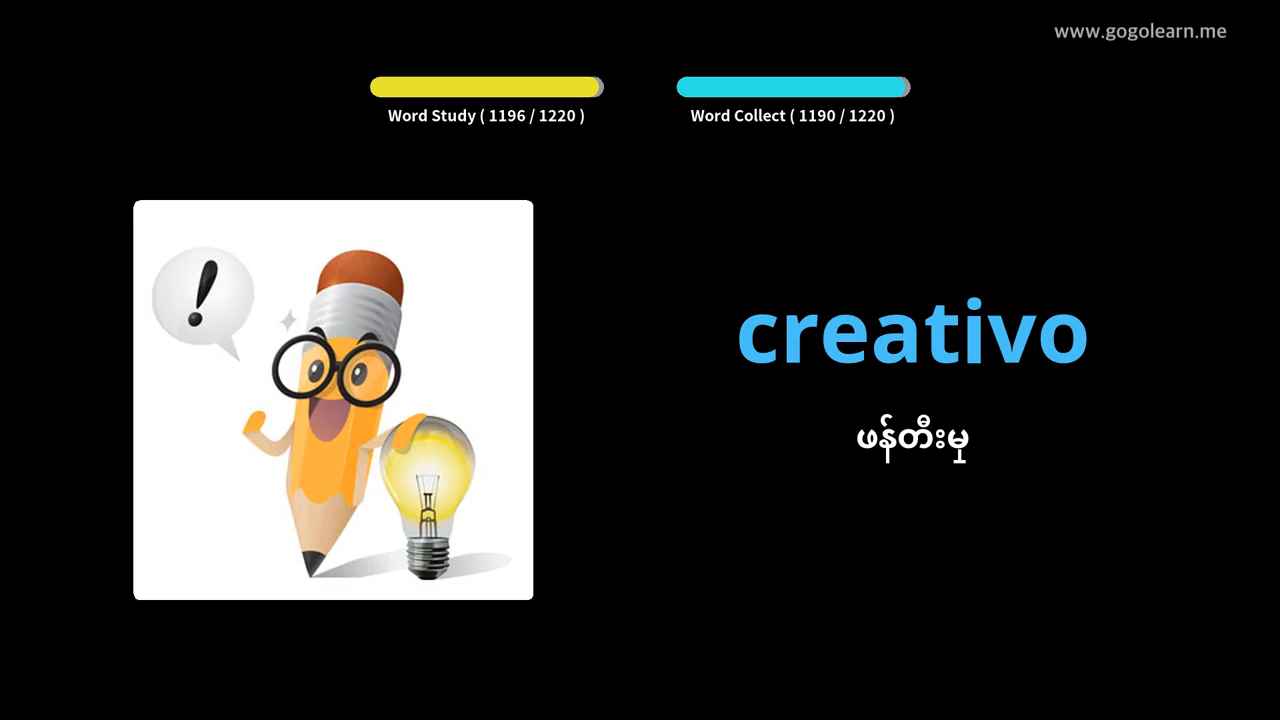 www.gogolearn.me
Word Study ( 1196 / 1220 )
Word Collect ( 1190 / 1220 )
!
creativo
ဖန်တီးမှု